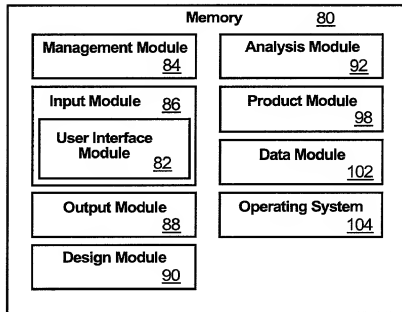 Memory 80
Management Module
84
Input Module 86
User Interface
Module
82
Output Module
88
Design Module
90
Analysis Module
92
Product Module
98
Data Module
102
Operating System
104